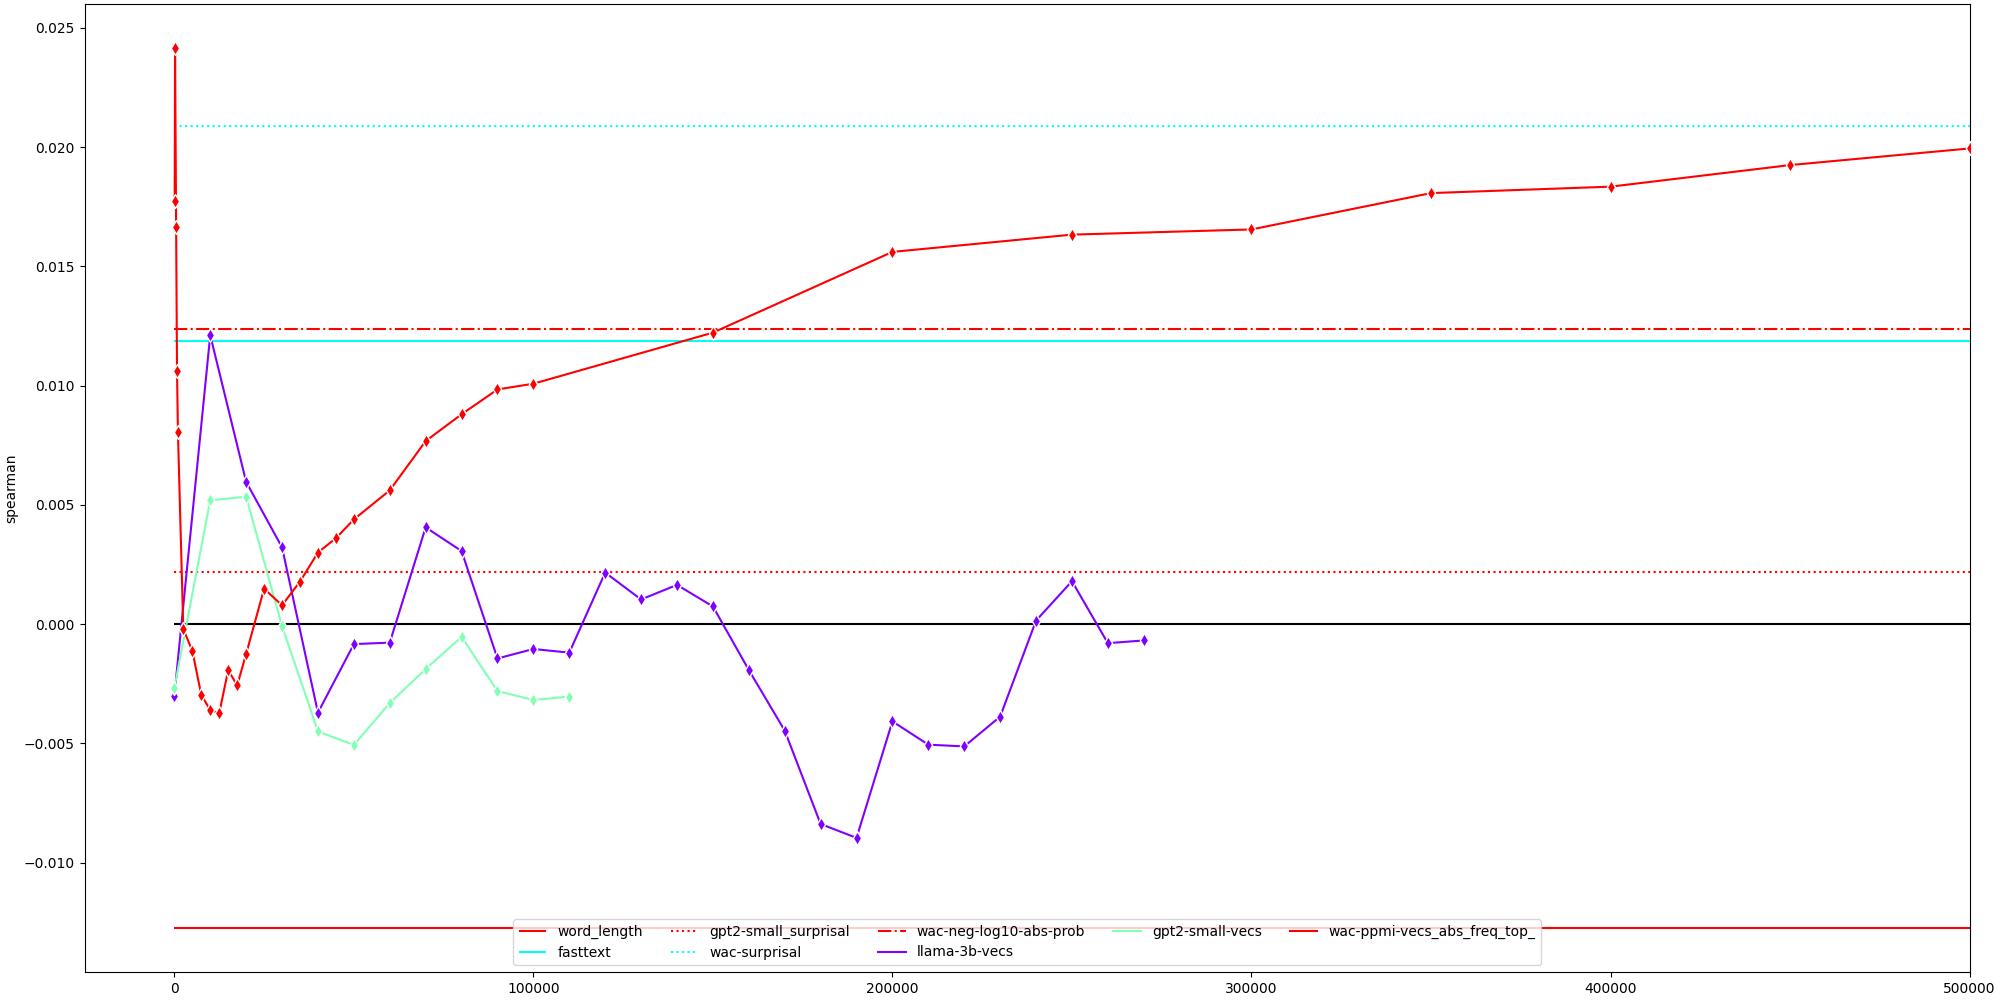 0.025
0.020
0.015
0.010
0.005
0.000
−0.005
−0.010
spearman
word_length gpt2-small_surprisal wac-neg-log10-abs-prob gpt2-small-vecs wac-ppmi-vecs_abs_freq_top_
fasttext wac-surprisal llama-3b-vecs
0 100000 200000 300000 400000 500000